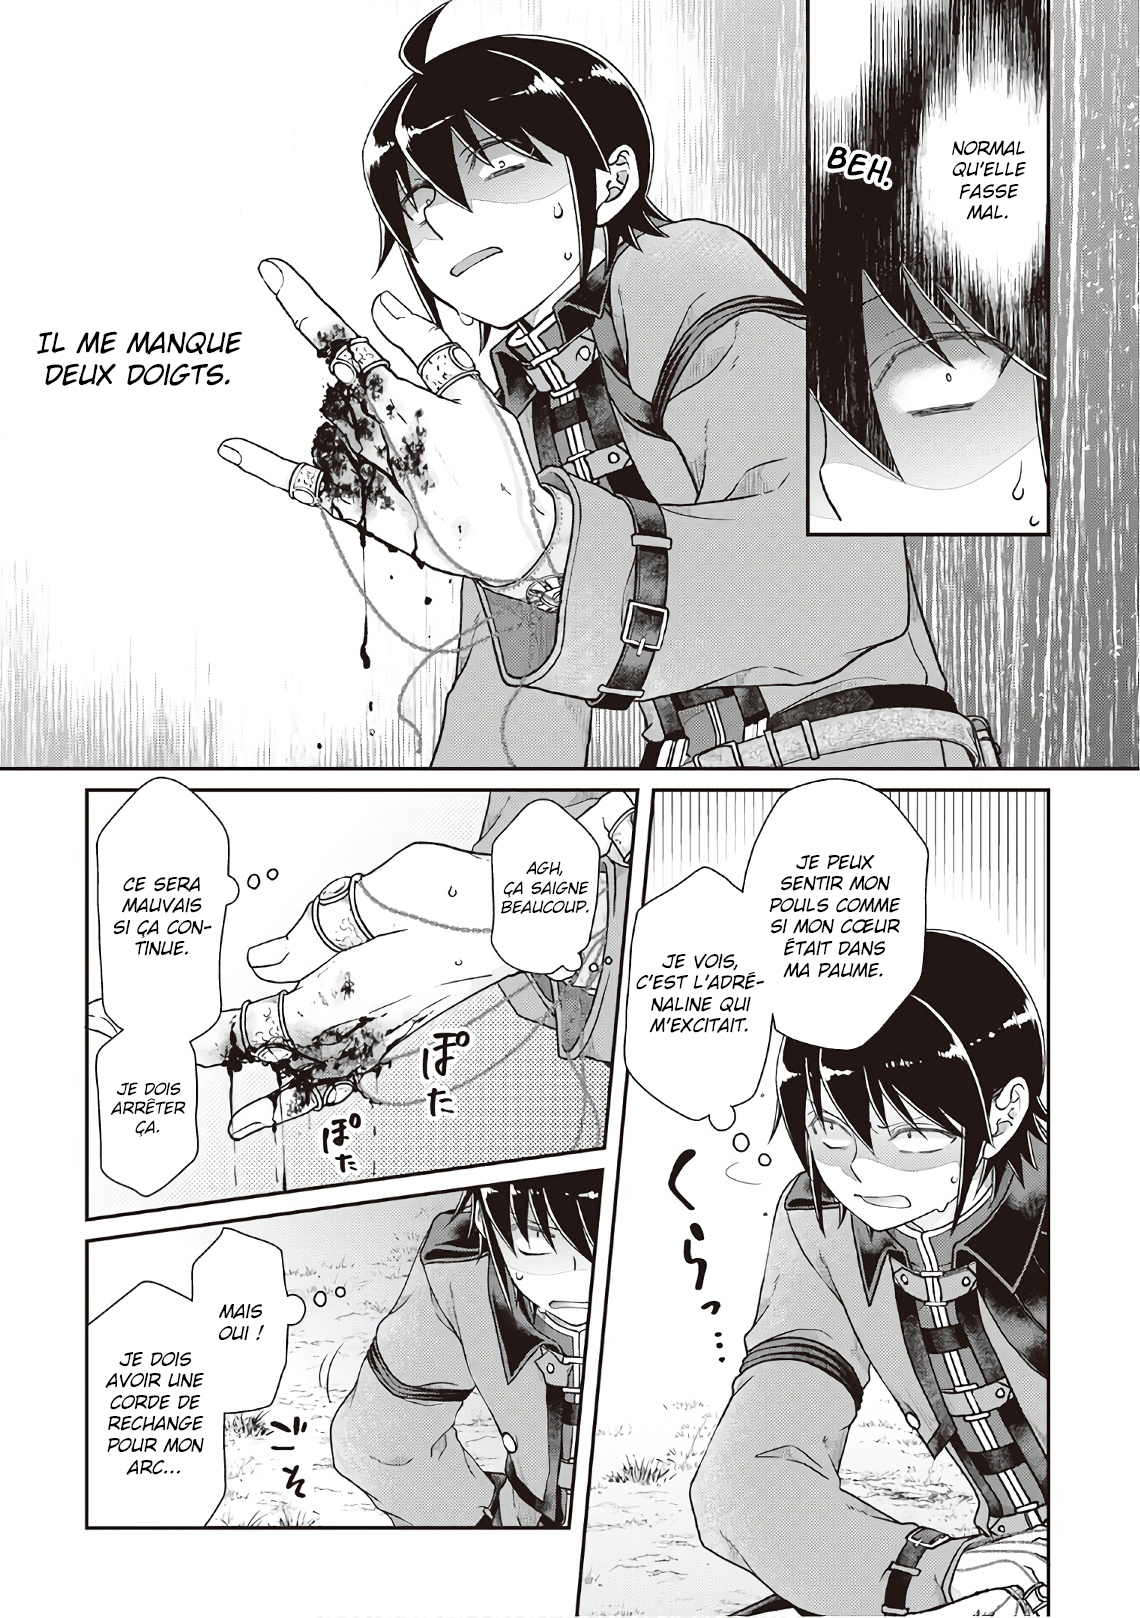 NORMAL
QU'ELLE
FASSE
MAL.
BEH.
IL ME MANQUE
DEUX DOIGTS.
JE PEUX
SENTIR MON
POULS COMME
SI MON CŒUR
ÉTAIT DANS
MA PAUME.
JE VOIS,
C'EST L'ADRÉ-
NALINE QUI
M'EXCITAIT.
くらっ…
AGH,
ÇA SAIGNE
BEAUCOUP.
ぽた
ぽた
CE SERA
MAUVAIS
SI ÇA CON-
TINUE.
JE DOIS
ARRÊTER
ÇA.
MAIS
OUI !
JE DOIS
AVOIR UNE
CORDE DE
RECHANGE
POUR MON
ARC...
ごそ